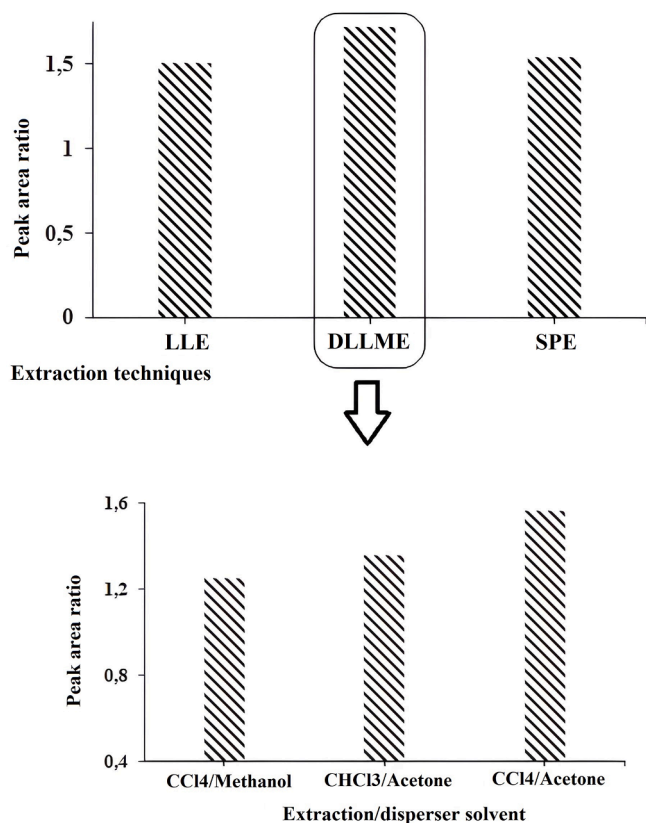 1,5
1
0,5
0
Peak area ratio
LLE DLLME SPE
Extraction techniques
1,6
1,2
0,8
0,4
Peak area ratio
CCl4/Methanol CHCl3/Acetone CCl4/Acetone
Extraction/disperser solvent